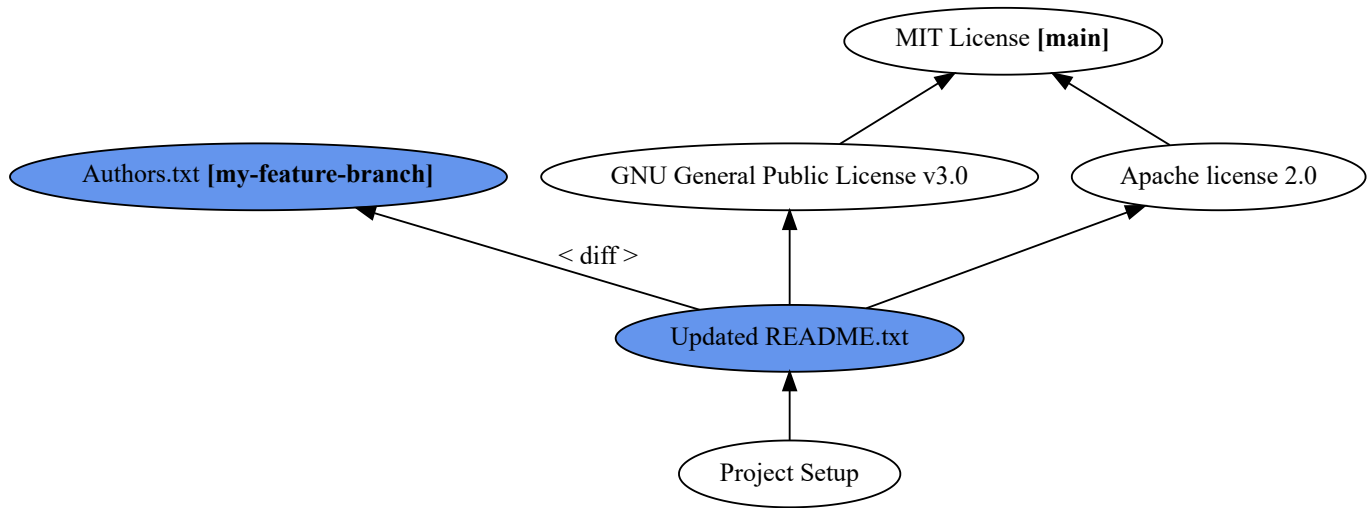 MIT License [main]
Authors.txt [my-feature-branch]
GNU General Public License v3.0
Apache license 2.0
< diff >
Updated README.txt
Project Setup